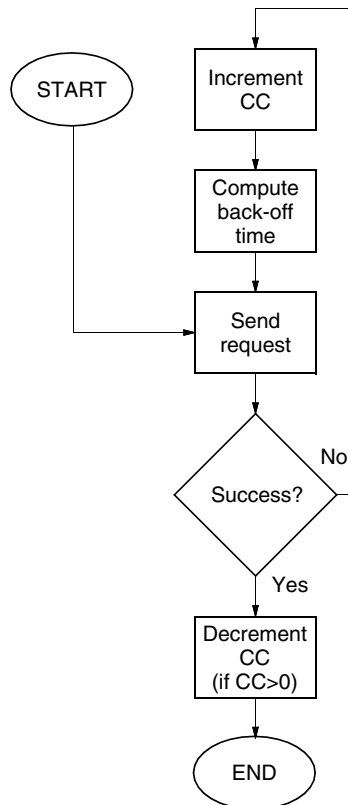 START
Increment
CC
Compute
back-off
time
Send
request
Success?
No
Yes
Decrement
CC
(if CC>0)
END